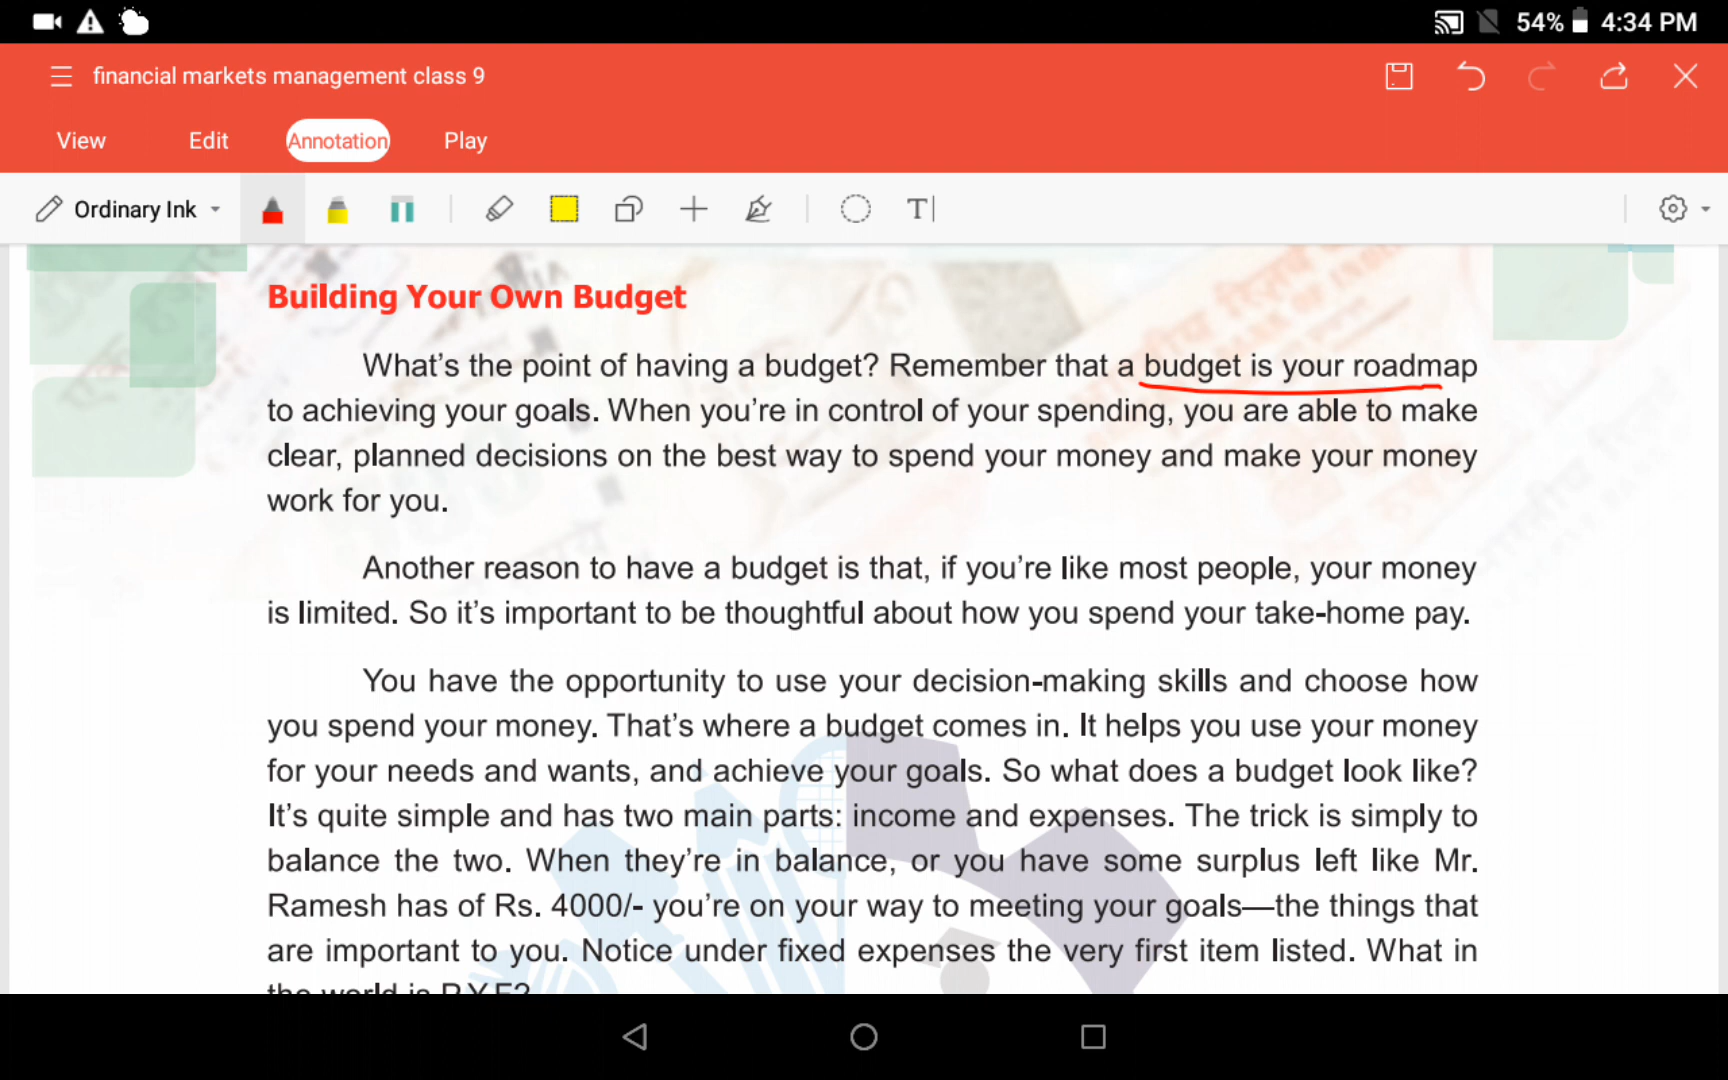 54% 4:34 PM
financial markets management class 9
View Edit Annotation Play
Ordinary Ink T|
Building Your Own Budget
What's the point of having a budget? Remember that a budget is your roadmap
to achieving your goals. When you're in control of your spending, you are able to make
clear, planned decisions on the best way to spend your money and make your money
work for you.
Another reason to have a budget is that, if you're like most people, your money
is limited. So it's important to be thoughtful about how you spend your take-home pay.
You have the opportunity to use your decision-making skills and choose how
you spend your money. That's where a budget comes in. It helps you use your money
for your needs and wants, and achieve your goals. So what does a budget look like?
It's quite simple and has two main parts: income and expenses. The trick is simply to
balance the two. When they're in balance, or you have some surplus left like Mr.
Ramesh has of Rs. 4000/- you're on your way to meeting your goals—the things that
are important to you. Notice under fixed expenses the very first item listed. What in
the world is P.Y.F?